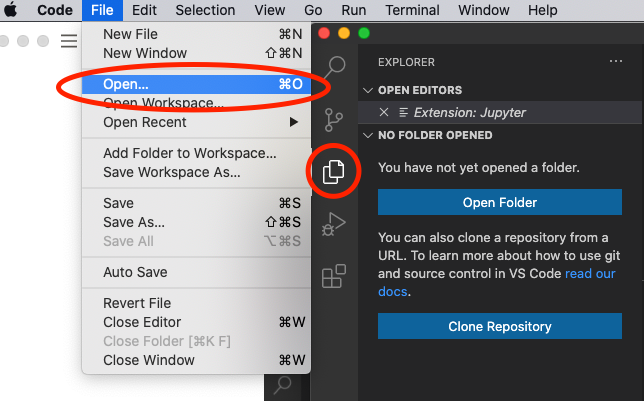 Code File Edit Selection View Go Run Terminal Window Help
New File ⌘N
New Window ⇧⌘N
Open... ⌘O
Open Workspace...
Open Recent ▶
Add Folder to Workspace...
Save Workspace As...
Save ⌘S
Save As... ⇧⌘S
Save All ⌥⌘S
Auto Save
Revert File
Close Editor ⌘W
Close Folder [⌘K F]
Close Window ⌘W
EXPLORER ···
OPEN EDITORS
Extension: Jupyter
NO FOLDER OPENED
You have not yet opened a folder.
Open Folder
You can also clone a repository from a
URL. To learn more about how to use git
and source control in VS Code read our
docs.
Clone Repository